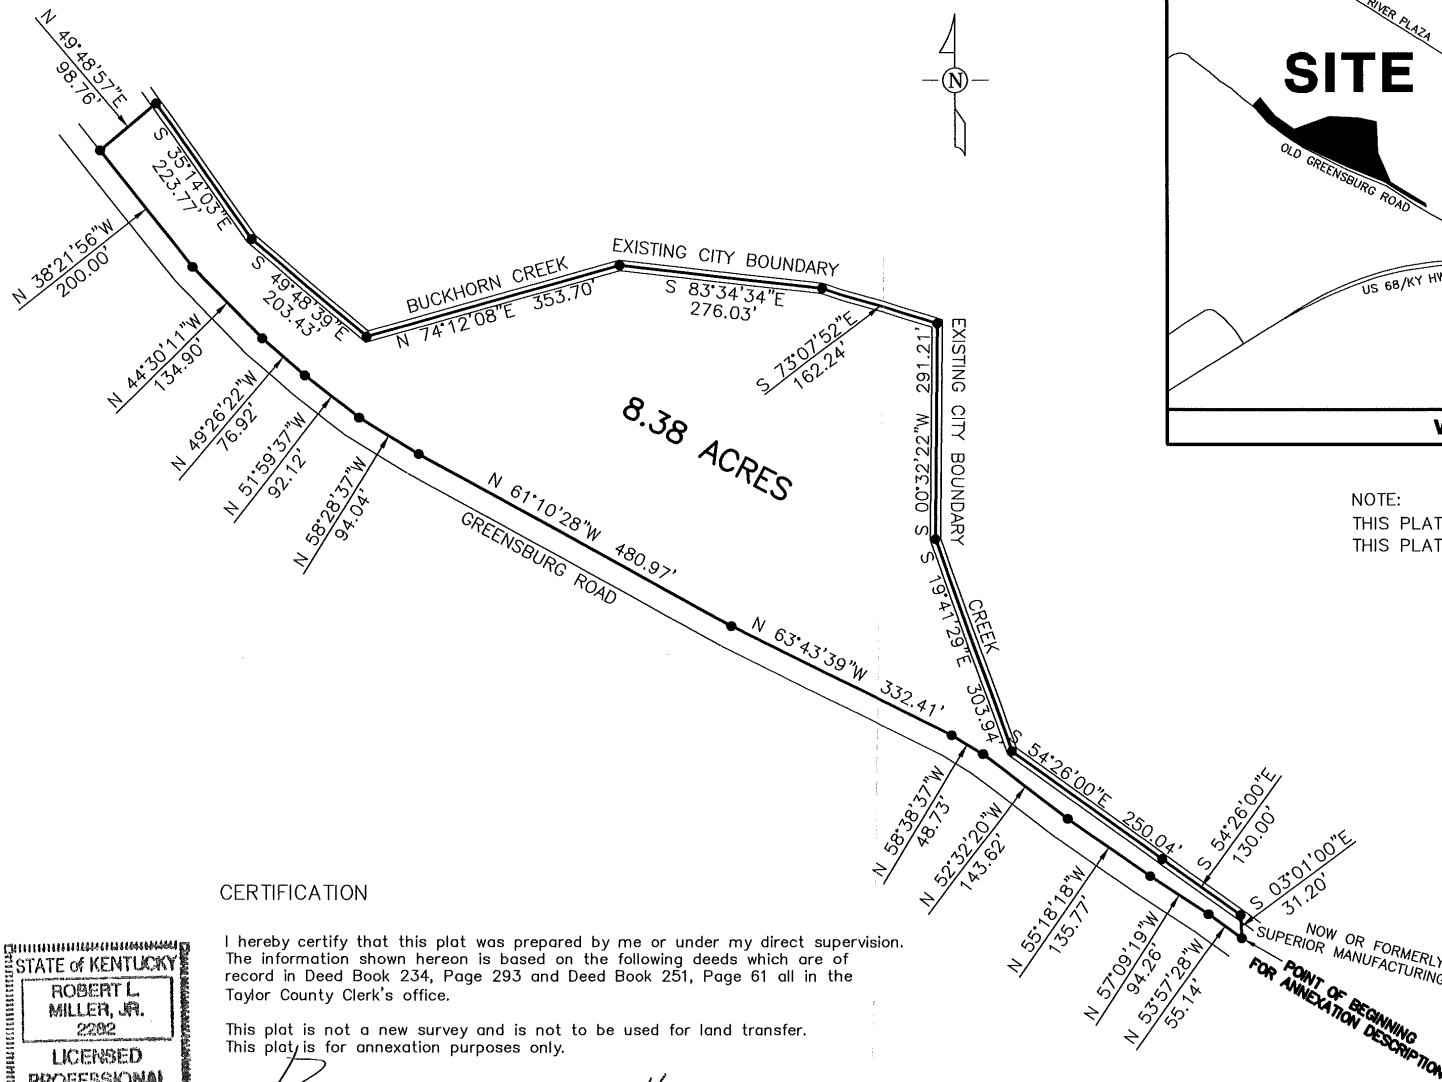 N 49°48'57"E
98.76'
S 35°14'03"E
223.77'
N 38°21'56"W
200.00'
S 49°48'39"E
203.43'
BUCKHORN CREEK
N 74°12'08"E 353.70'
EXISTING CITY BOUNDARY
S 83°34'34"E
276.03'
S 73°07'52"E
162.24'
N 44°30'11"W
134.90'
N 49°26'22"W
76.92'
N 51°59'37"W
92.12'
N 58°28'37"W
94.04'
8.38 ACRES
S 00°32'22"W 291.21'
EXISTING CITY BOUNDARY
N 61°10'28"W 480.97'
GREENSBURG ROAD
S 19°41'29"E 303.94'
CREEK
N 63°43'39"W 332.41'
S 54°26'00"E 250.04'
S 54°26'00"E
130.00'
S 03°01'00"E
31.20'
N 58°38'37"W
48.73'
N 52°32'20"W
143.62'
N 55°18'18"W
135.77'
N 57°09'19"W
94.26'
N 53°57'28"W
55.14'
NOW OR FORMERLY
SUPERIOR MANUFACTURING
POINT OF BEGINNING
FOR ANNEXATION DESCRIPTION
N
RIVER PLAZA
SITE
OLD GREENSBURG ROAD
US 68/KY HW
V
NOTE:
THIS PLAT
THIS PLAT
CERTIFICATION
I hereby certify that this plat was prepared by me or under my direct supervision.
The information shown hereon is based on the following deeds which are of
record in Deed Book 234, Page 293 and Deed Book 251, Page 61 all in the
Taylor County Clerk's office.
This plat is not a new survey and is not to be used for land transfer.
This plat is for annexation purposes only.
STATE of KENTUCKY
ROBERT L.
MILLER, JR.
2282
LICENSED
PROFESSIONAL